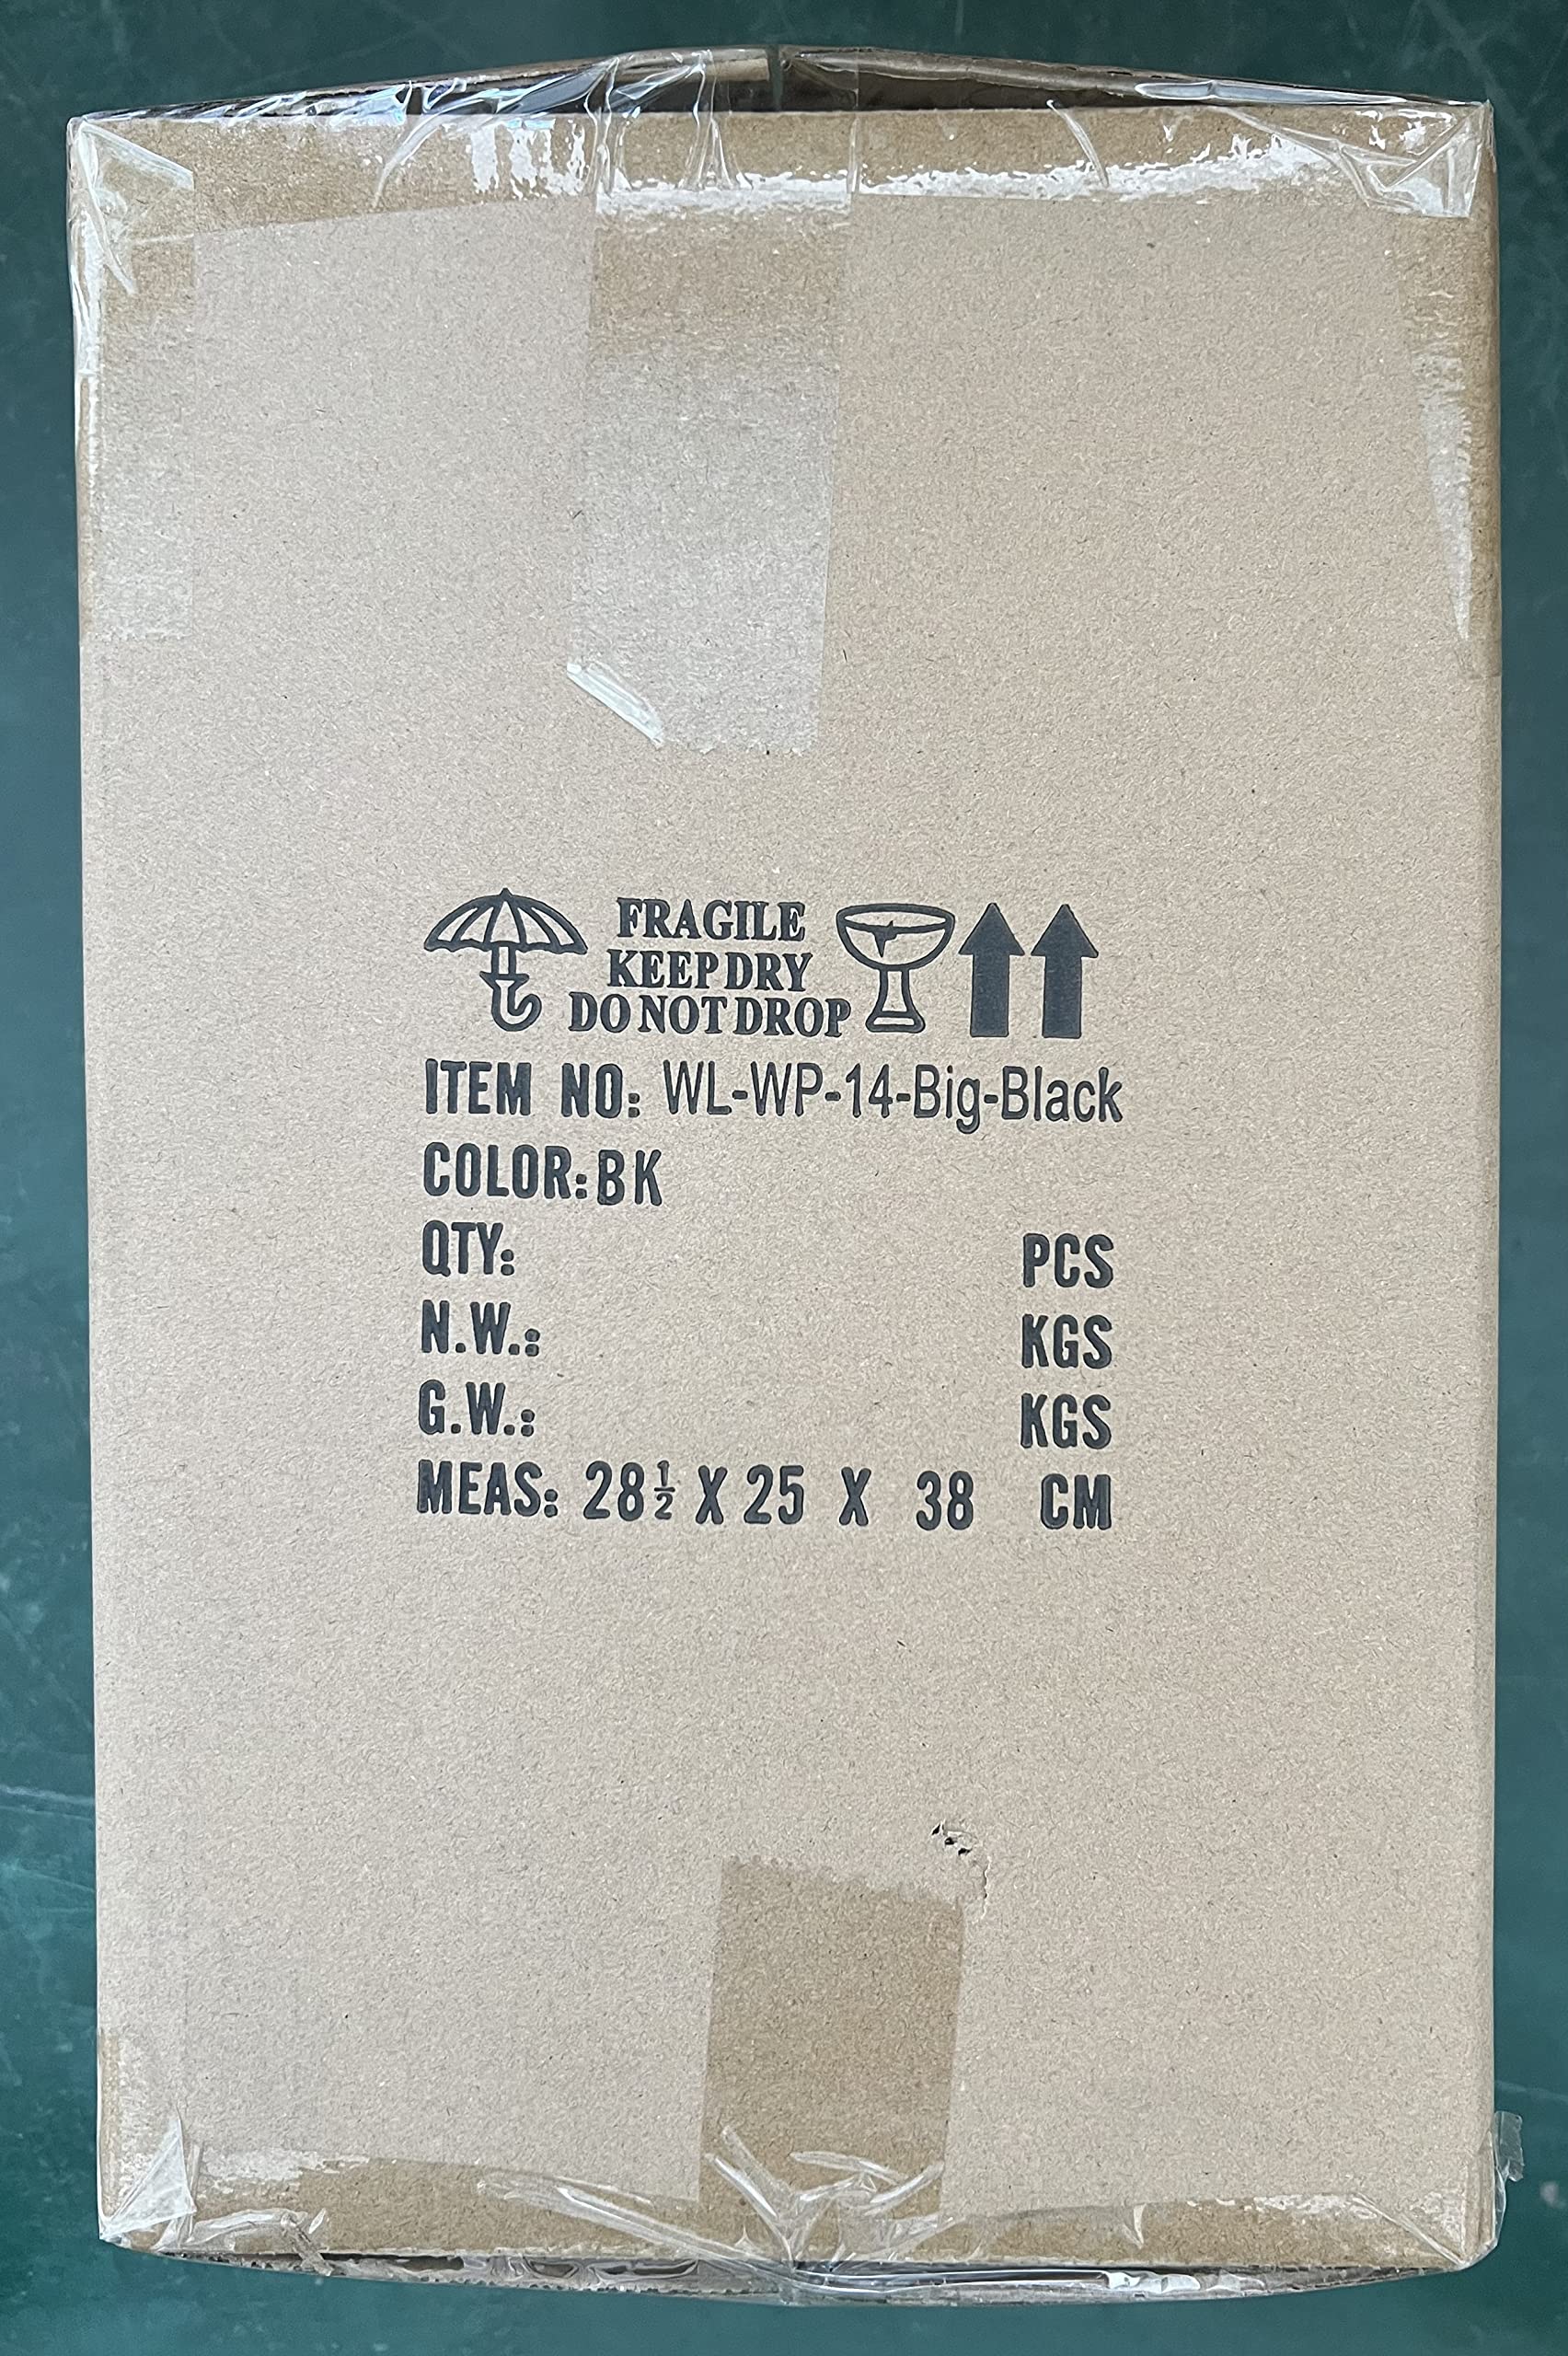 FRAGILE
KEEP DRY
DO NOT DROP
ITEM NO: WL-WP-14-Big-Black
COLOR:BK
QTY: PCS
N.W.: KGS
G.W.: KGS
MEAS: 28½ X 25 X 38 CM